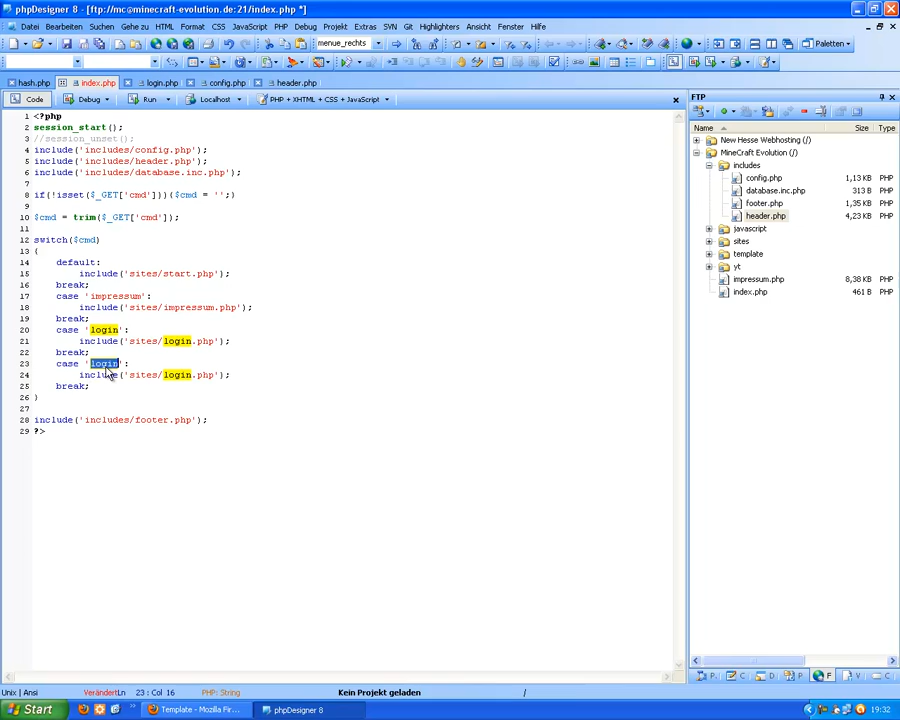 phpDesigner 8 - [ftp://mc@minecraft-evolution.de:21/index.php *]
Datei Bearbeiten Suchen Gehe zu HTML Format CSS JavaScript PHP Debug Projekt Extras SVN Git Highlighters Ansicht Fenster Hilfe
menue_rechts Paletten
hash.php index.php login.php config.php header.php
Code Debug Run Localhost PHP + XHTML + CSS + JavaScript
1 <?php
2 session_start();
3 //session_unset();
4 include('includes/config.php');
5 include('includes/header.php');
6 include('includes/database.inc.php');
7
8 if(!isset($_GET['cmd'])){$cmd = '';}
9
10 $cmd = trim($_GET['cmd']);
11
12 switch($cmd)
13 {
14 default:
15 include('sites/start.php');
16 break;
17 case 'impressum':
18 include('sites/impressum.php');
19 break;
20 case 'login':
21 include('sites/login.php');
22 break;
23 case 'login':
24 include('sites/login.php');
25 break;
26 }
27
28 include('includes/footer.php');
29 ?>
FTP
Name Size Type
New Hesse Webhosting (/)
MineCraft Evolution (/)
includes
config.php 1,13 KB PHP
database.inc.php 313 B PHP
footer.php 1,35 KB PHP
header.php 4,23 KB PHP
javascript
sites
template
yt
impressum.php 8,38 KB PHP
index.php 461 B PHP
P. C D. P F V C
Unix | Ansi Verändert Ln 23 : Col 16 PHP: String Kein Projekt geladen /
Start Template - Mozilla Fir... phpDesigner 8 19:32